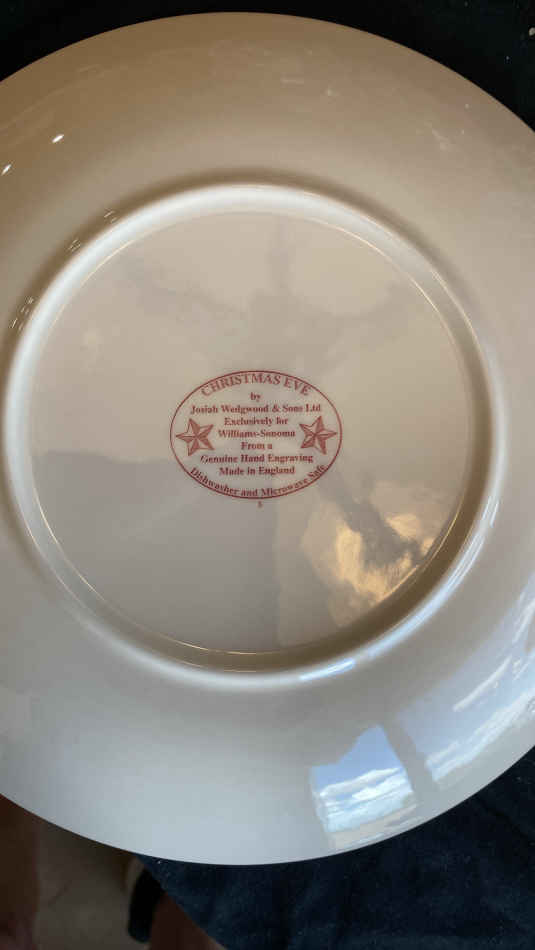 CHRISTMAS EVE
by
Josiah Wedgwood & Sons Ltd
Exclusively for
Williams-Sonoma
From a
Genuine Hand Engraving
Made in England
Dishwasher and Microwave Safe